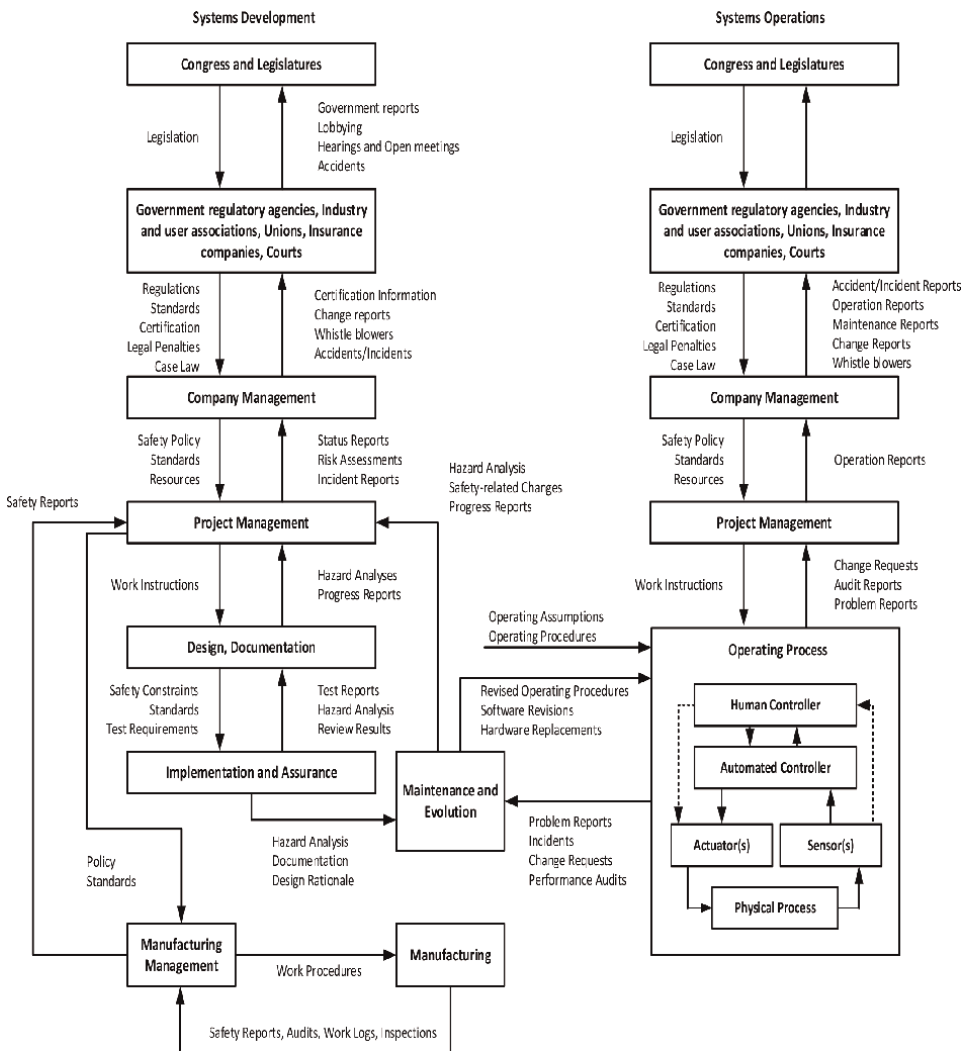 Systems Development
Systems Operations
Congress and Legislatures
Congress and Legislatures
Legislation
Government reports
Lobbying
Hearings and Open meetings
Accidents
Legislation
Government regulatory agencies, Industry
and user associations, Unions, Insurance
companies, Courts
Government regulatory agencies, Industry
and user associations, Unions, Insurance
companies, Courts
Regulations
Standards
Certification
Legal Penalties
Case Law
Certification Information
Change reports
Whistle blowers
Accidents/Incidents
Regulations
Standards
Certification
Legal Penalties
Case Law
Accident/Incident Reports
Operation Reports
Maintenance Reports
Change Reports
Whistle blowers
Company Management
Company Management
Safety Policy
Standards
Resources
Status Reports
Risk Assessments
Incident Reports
Hazard Analysis
Safety-related Changes
Progress Reports
Safety Policy
Standards
Resources
Operation Reports
Safety Reports
Project Management
Project Management
Work Instructions
Hazard Analyses
Progress Reports
Work Instructions
Change Requests
Audit Reports
Problem Reports
Operating Assumptions
Operating Procedures
Design, Documentation
Operating Process
Safety Constraints
Standards
Test Requirements
Test Reports
Hazard Analysis
Review Results
Revised Operating Procedures
Software Revisions
Hardware Replacements
Human Controller
Automated Controller
Implementation and Assurance
Maintenance and
Evolution
Hazard Analysis
Documentation
Design Rationale
Problem Reports
Incidents
Change Requests
Performance Audits
Actuator(s)
Sensor(s)
Physical Process
Policy
Standards
Manufacturing
Management
Work Procedures
Manufacturing
Safety Reports, Audits, Work Logs, Inspections